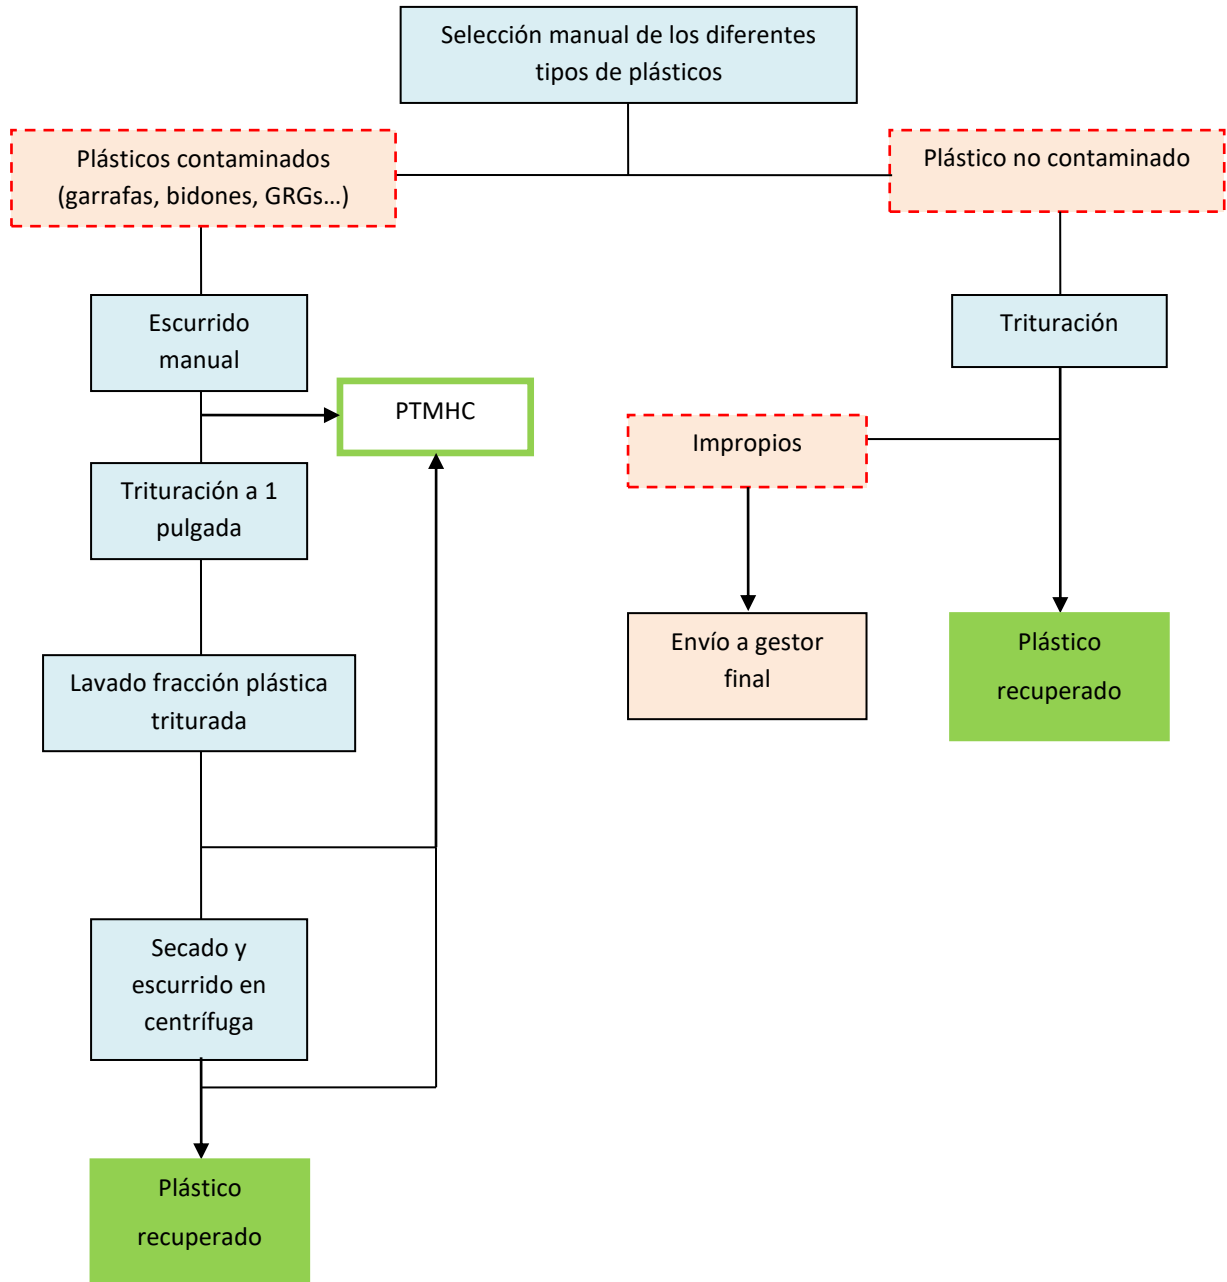 Selección manual de los diferentes
tipos de plásticos
Plásticos contaminados
(garrafas, bidones, GRGs…)
Plástico no contaminado
Escurrido
manual
Trituración
PTMHC
Impropios
Trituración a 1
pulgada
Envío a gestor
final
Plástico
recuperado
Lavado fracción plástica
triturada
Secado y
escurrido en
centrífuga
Plástico
recuperado